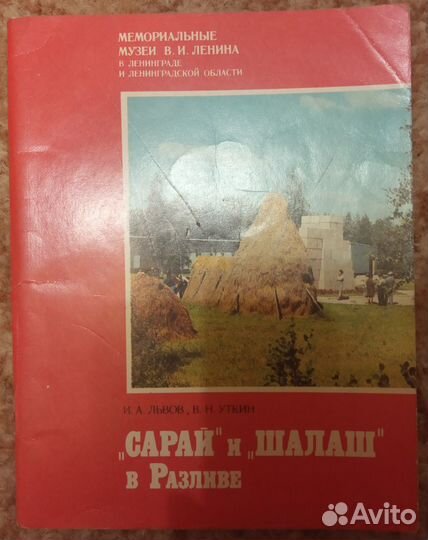 МЕМОРИАЛЬНЫЕ
МУЗЕИ В. И. ЛЕНИНА
В ЛЕНИНГРАДЕ
И ЛЕНИНГРАДСКОЙ ОБЛАСТИ
И. А. ЛЬВОВ, В. Н. УТКИН
„САРАЙ" и „ШАЛАШ"
в Разливе
Avito